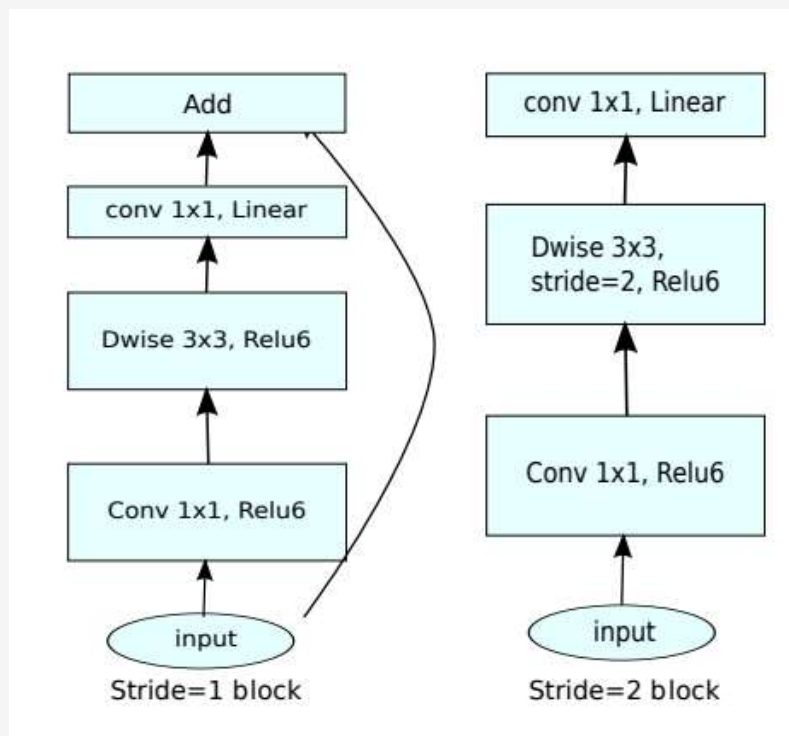 Add
conv 1x1, Linear
Dwise 3x3, Relu6
Conv 1x1, Relu6
input
Stride=1 block
conv 1x1, Linear
Dwise 3x3,
stride=2, Relu6
Conv 1x1, Relu6
input
Stride=2 block